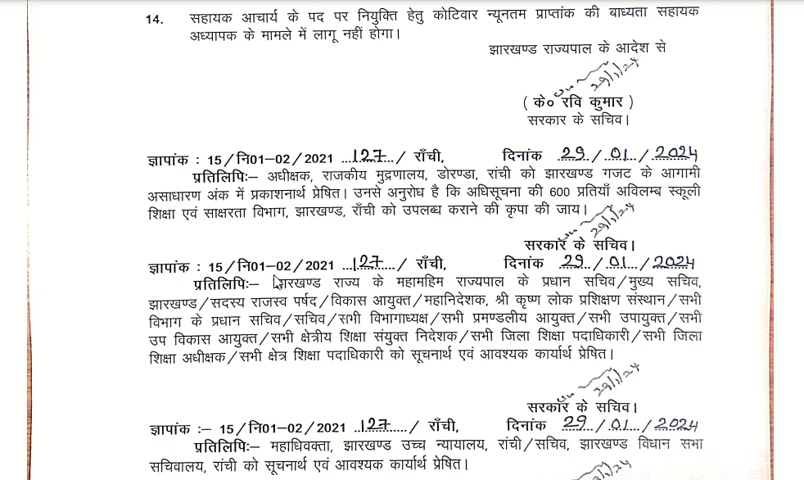 14. सहायक आचार्य के पद पर नियुक्ति हेतु कोटिवार न्यूनतम प्राप्तांक की बाध्यता सहायक
अध्यापक के मामले में लागू नहीं होगा।
झारखण्ड राज्यपाल के आदेश से
29/1/24
( के० रवि कुमार )
सरकार के सचिव।
ज्ञापांक : 15/नि01-02/2021 ...127.../ राँची, दिनांक 29../.01../..2024
प्रतिलिपिः– अधीक्षक, राजकीय मुद्रणालय, डोरण्डा, रांची को झारखण्ड गजट के आगामी
असाधारण अंक में प्रकाशनार्थ प्रेषित। उनसे अनुरोध है कि अधिसूचना की 600 प्रतियाँ अविलम्ब स्कूली
शिक्षा एवं साक्षरता विभाग, झारखण्ड, राँची को उपलब्ध कराने की कृपा की जाय।
29/1/24
सरकार के सचिव।
ज्ञापांक : 15/नि01-02/2021 ...127.../ राँची, दिनांक 29../.01../..2024
प्रतिलिपिः– झारखण्ड राज्य के महामहिम राज्यपाल के प्रधान सचिव/मुख्य सचिव,
झारखण्ड/सदस्य राजस्व पर्षद/विकास आयुक्त/महानिदेशक, श्री कृष्ण लोक प्रशिक्षण संस्थान/सभी
विभाग के प्रधान सचिव/सचिव/सभी विभागाध्यक्ष/सभी प्रमण्डलीय आयुक्त/सभी उपायुक्त/सभी
उप विकास आयुक्त/सभी क्षेत्रीय शिक्षा संयुक्त निदेशक/सभी जिला शिक्षा पदाधिकारी/सभी जिला
शिक्षा अधीक्षक/सभी क्षेत्र शिक्षा पदाधिकारी को सूचनार्थ एवं आवश्यक कार्यार्थ प्रेषित।
29/1/24
सरकार के सचिव।
ज्ञापांक :– 15/नि01-02/2021 ..127..../ राँची, दिनांक 29../.01../..2024
प्रतिलिपिः– महाधिवक्ता, झारखण्ड उच्च न्यायालय, रांची/सचिव, झारखण्ड विधान सभा
सचिवालय, रांची को सूचनार्थ एवं आवश्यक कार्यार्थ प्रेषित।